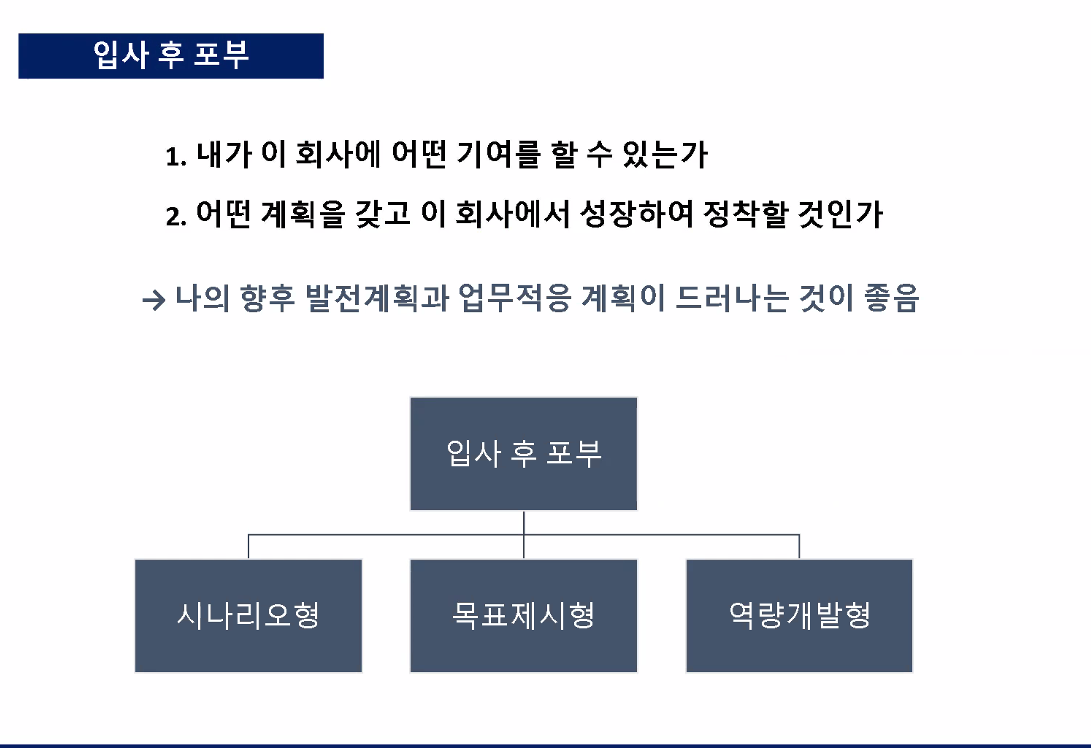 입사 후 포부
1. 내가 이 회사에 어떤 기여를 할 수 있는가
2. 어떤 계획을 갖고 이 회사에서 성장하여 정착할 것인가
→ 나의 향후 발전계획과 업무적응 계획이 드러나는 것이 좋음
입사 후 포부
시나리오형
목표제시형
역량개발형